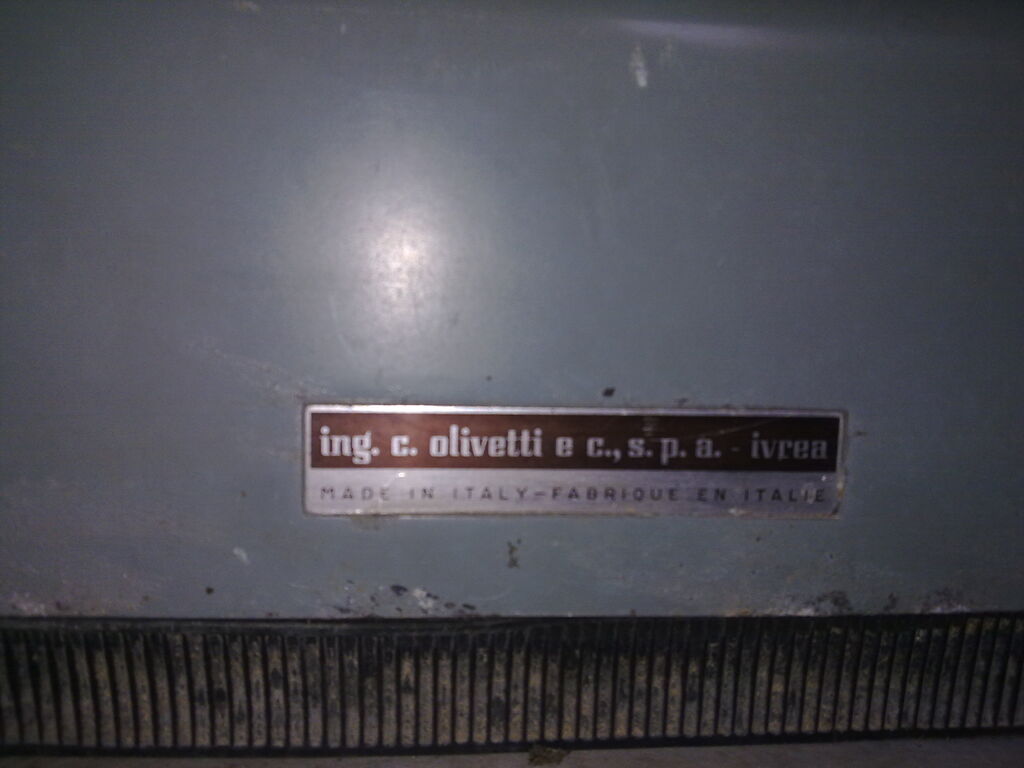 ing. c. olivetti e c., s. p. a. - ivrea
MADE IN ITALY-FABRIQUE EN ITALIE